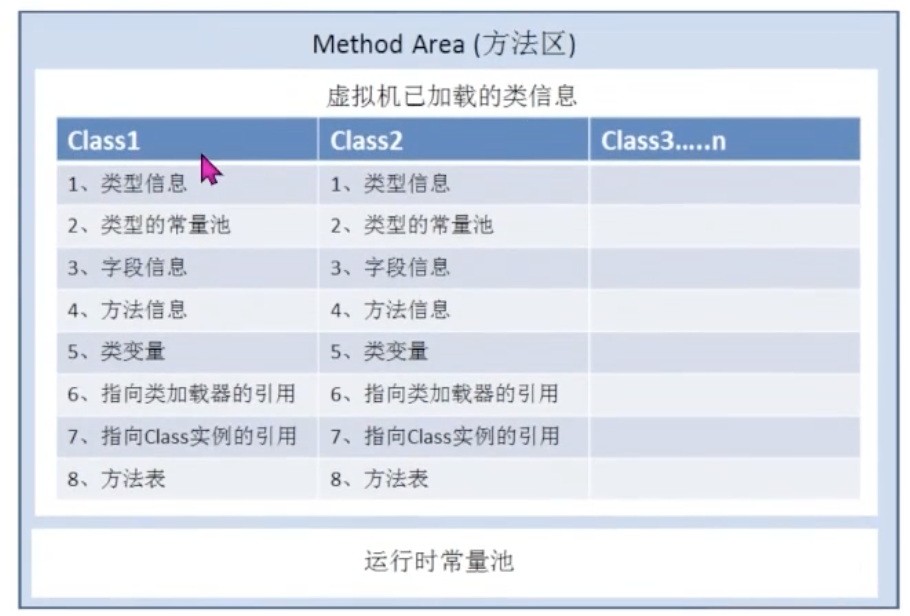 Method Area (方法区)
虚拟机已加载的类信息
Class1 Class2 Class3.....n
1、类型信息 1、类型信息
2、类型的常量池 2、类型的常量池
3、字段信息 3、字段信息
4、方法信息 4、方法信息
5、类变量 5、类变量
6、指向类加载器的引用 6、指向类加载器的引用
7、指向Class实例的引用 7、指向Class实例的引用
8、方法表 8、方法表
运行时常量池